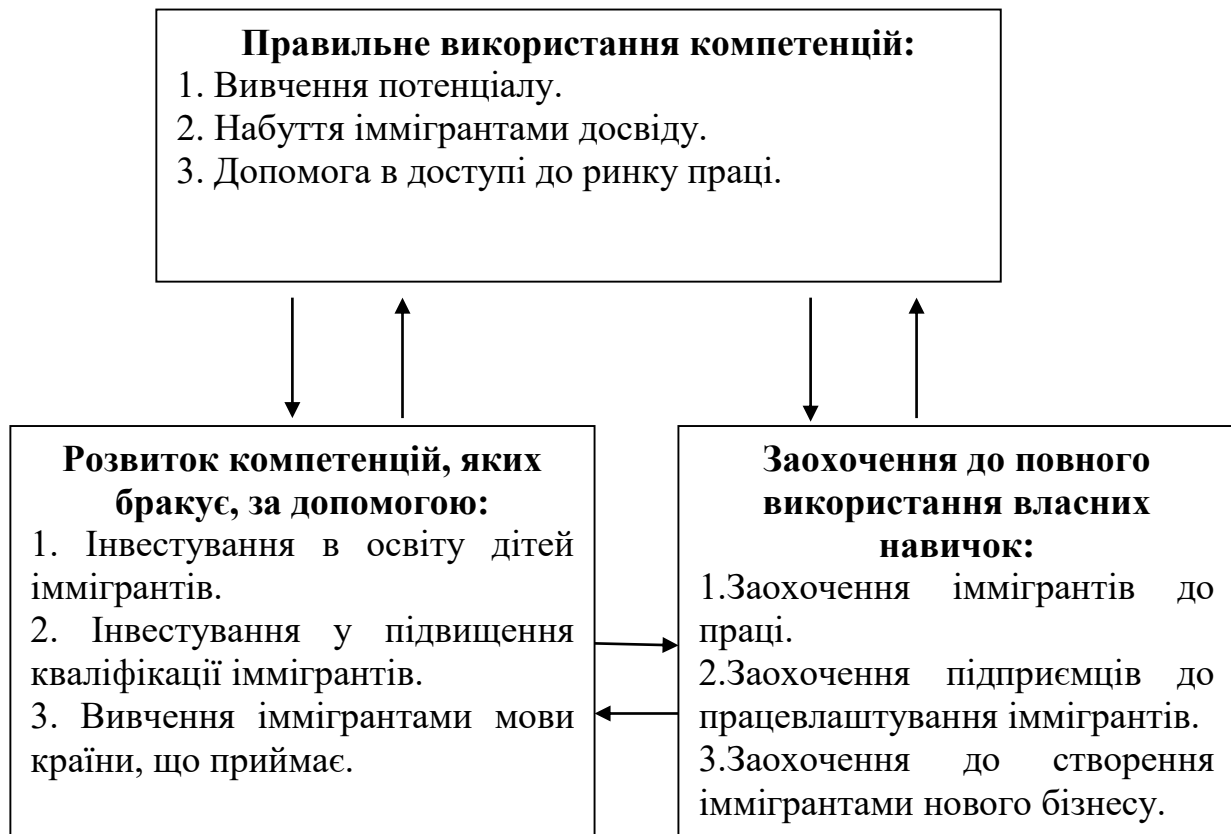 Правильне використання компетенцій:
1. Вивчення потенціалу.
2. Набуття іммігрантами досвіду.
3. Допомога в доступі до ринку праці.
Розвиток компетенцій, яких
бракує, за допомогою:
1. Інвестування в освіту дітей
іммігрантів.
2. Інвестування у підвищення
кваліфікації іммігрантів.
3. Вивчення іммігрантами мови
країни, що приймає.
Заохочення до повного
використання власних
навичок:
1.Заохочення іммігрантів до
праці.
2.Заохочення підприємців до
працевлаштування іммігрантів.
3.Заохочення до створення
іммігрантами нового бізнесу.